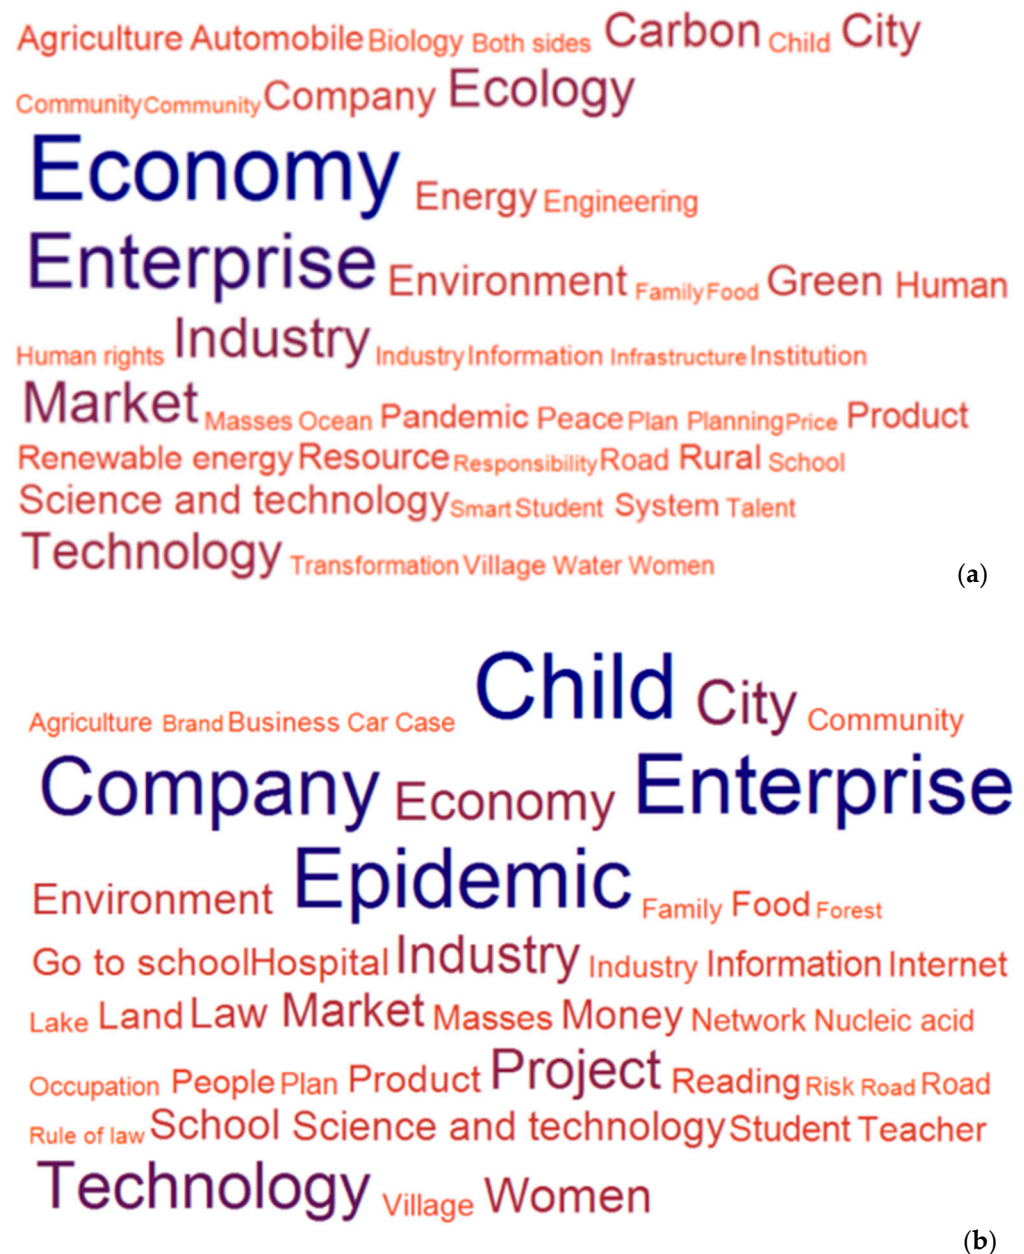 Agriculture Automobile Biology Both sides Carbon Child City
Community Community Company Ecology
Economy Energy Engineering
Enterprise Environment Family Food Green Human
Human rights Industry Industry Information Infrastructure Institution
Market Masses Ocean Pandemic Peace Plan Planning Price Product
Renewable energy Resource Responsibility Road Rural School
Science and technology Smart Student System Talent
Technology Transformation Village Water Women
(a)
Agriculture Brand Business Car Case Child City Community
Company Economy Enterprise
Environment Epidemic Family Food Forest
Go to school Hospital Industry Industry Information Internet
Lake Land Law Market Masses Money Network Nucleic acid
Occupation People Plan Product Project Reading Risk Road Road
Rule of law School Science and technology Student Teacher
Technology Village Women
(b)